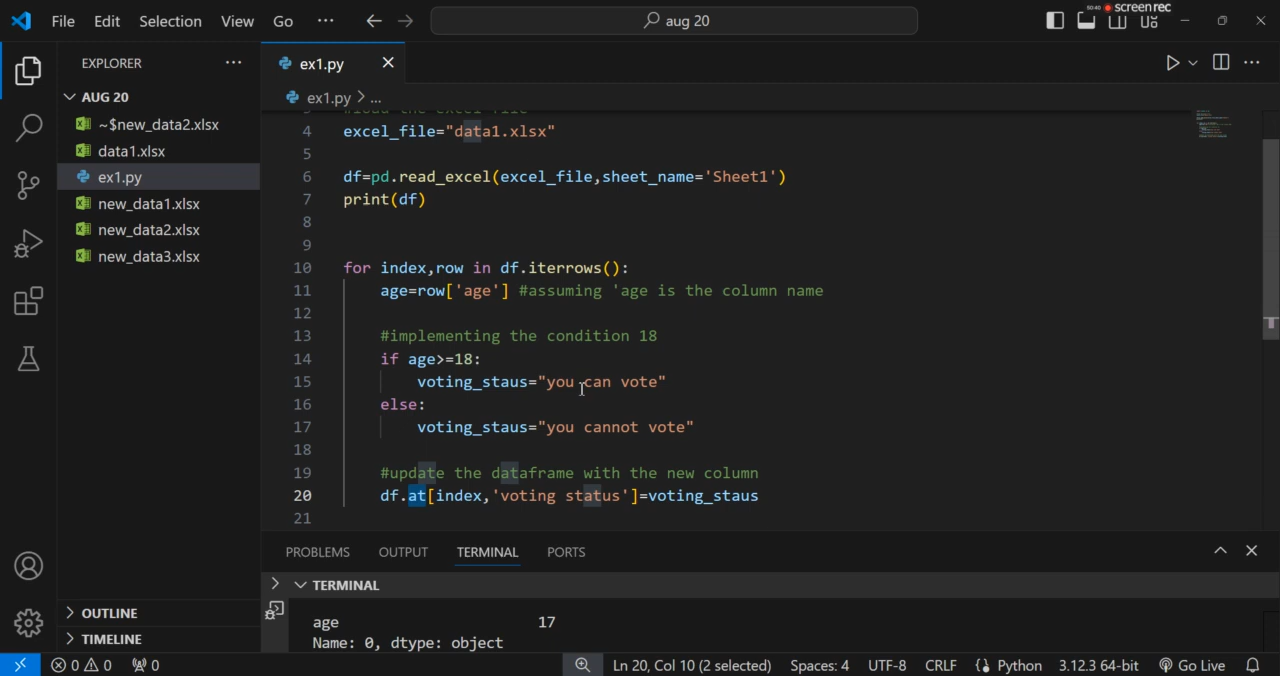 File Edit Selection View Go ··· aug 20 00:40 screenrec
EXPLORER ···
ex1.py
AUG 20
ex1.py > ...
~$new_data2.xlsx
data1.xlsx
ex1.py
new_data1.xlsx
new_data2.xlsx
new_data3.xlsx
3 #load the excel file
4 excel_file="data1.xlsx"
5
6 df=pd.read_excel(excel_file,sheet_name='Sheet1')
7 print(df)
8
9
10 for index,row in df.iterrows():
11 age=row['age'] #assuming 'age is the column name
12
13 #implementing the condition 18
14 if age>=18:
15 voting_staus="you can vote"
16 else:
17 voting_staus="you cannot vote"
18
19 #update the dataframe with the new column
20 df.at[index,'voting status']=voting_staus
21
PROBLEMS OUTPUT TERMINAL PORTS
TERMINAL
age 17
Name: 0, dtype: object
OUTLINE
TIMELINE
0 0 0 Ln 20, Col 10 (2 selected) Spaces: 4 UTF-8 CRLF Python 3.12.3 64-bit Go Live